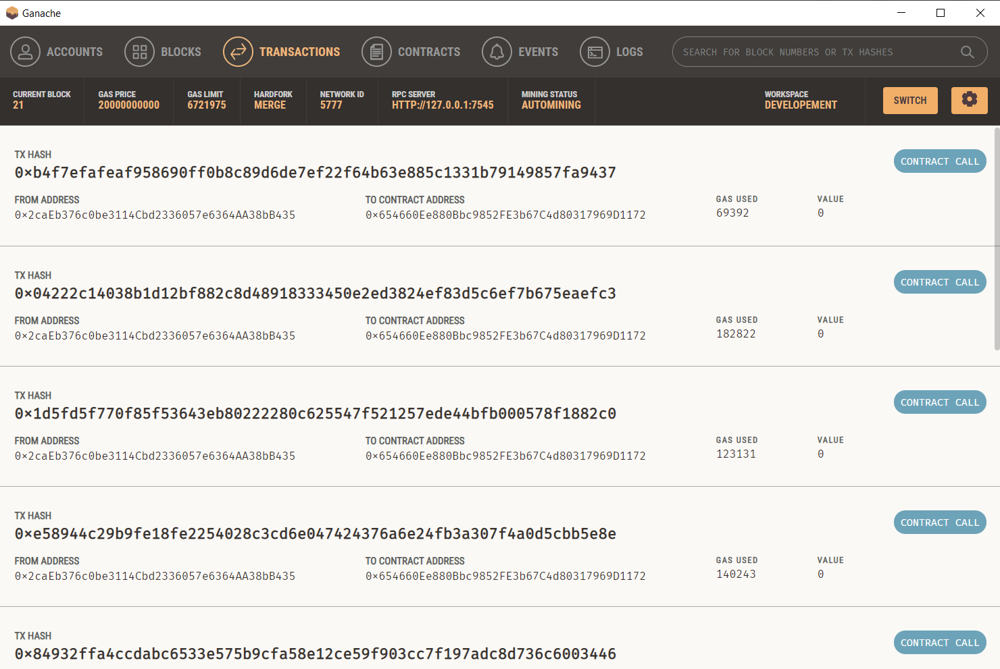 Ganache
ACCOUNTS BLOCKS TRANSACTIONS CONTRACTS EVENTS LOGS SEARCH FOR BLOCK NUMBERS OR TX HASHES
CURRENT BLOCK GAS PRICE GAS LIMIT HARDFORK NETWORK ID RPC SERVER MINING STATUS WORKSPACE
21 20000000000 6721975 MERGE 5777 HTTP://127.0.0.1:7545 AUTOMINING DEVELOPEMENT SWITCH
TX HASH
0×b4f7efafeaf958690ff0b8c89d6de7ef22f64b63e885c1331b79149857fa9437 CONTRACT CALL
FROM ADDRESS TO CONTRACT ADDRESS GAS USED VALUE
0×2caEb376c0be3114Cbd2336057e6364AA38bB435 0×654660Ee880Bbc9852FE3b67C4d80317969D1172 69392 0
TX HASH
0×04222c14038b1d12bf882c8d48918333450e2ed3824ef83d5c6ef7b675eaefc3 CONTRACT CALL
FROM ADDRESS TO CONTRACT ADDRESS GAS USED VALUE
0×2caEb376c0be3114Cbd2336057e6364AA38bB435 0×654660Ee880Bbc9852FE3b67C4d80317969D1172 182822 0
TX HASH
0×1d5fd5f770f85f53643eb80222280c625547f521257ede44bfb000578f1882c0 CONTRACT CALL
FROM ADDRESS TO CONTRACT ADDRESS GAS USED VALUE
0×2caEb376c0be3114Cbd2336057e6364AA38bB435 0×654660Ee880Bbc9852FE3b67C4d80317969D1172 123131 0
TX HASH
0×e58944c29b9fe18fe2254028c3cd6e047424376a6e24fb3a307f4a0d5cbb5e8e CONTRACT CALL
FROM ADDRESS TO CONTRACT ADDRESS GAS USED VALUE
0×2caEb376c0be3114Cbd2336057e6364AA38bB435 0×654660Ee880Bbc9852FE3b67C4d80317969D1172 140243 0
TX HASH
0×84932ffa4ccdabc6533e575b9cfa58e12ce59f903cc7f197adc8d736c6003446 CONTRACT CALL